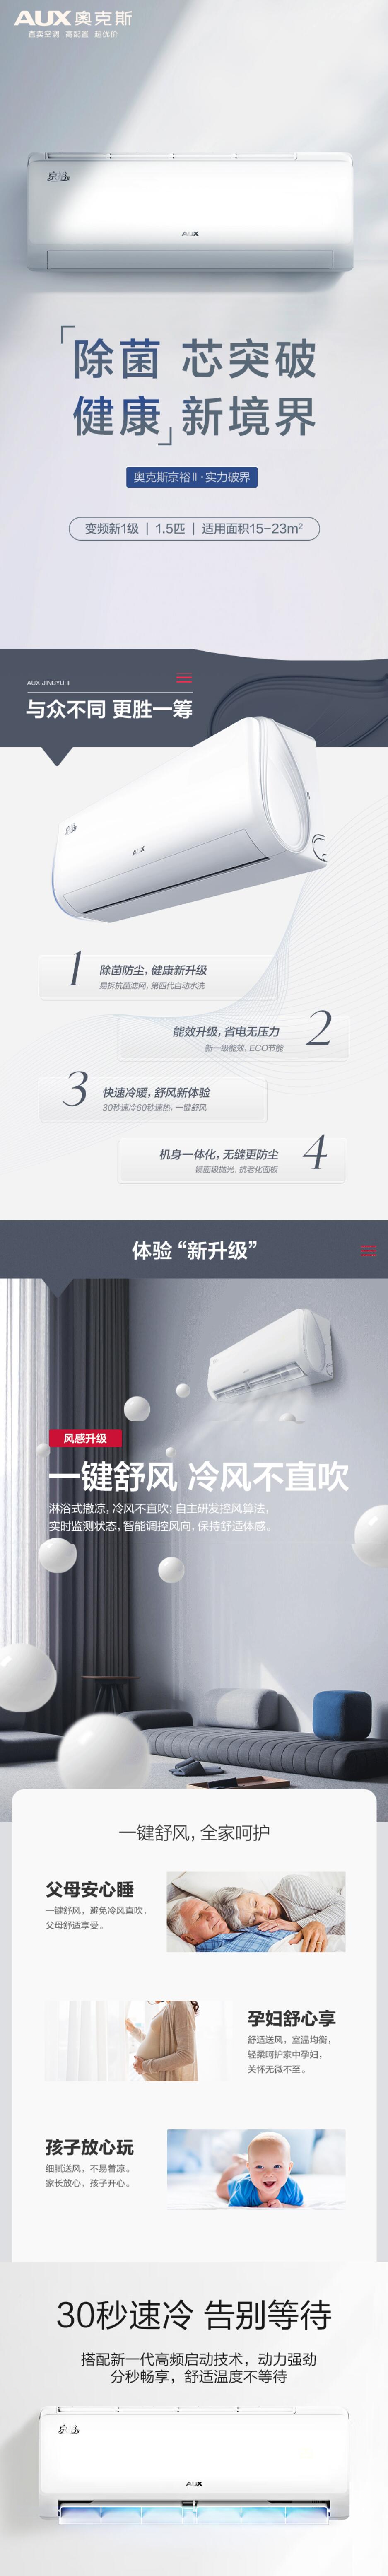 AUX 奥克斯
直卖空调 高配置 超优价
京裕
AUX
「除菌 芯突破
健康」新境界
奥克斯京裕II·实力破界
变频新1级 | 1.5匹 | 适用面积15-23m²
AUX JINGYU II
与众不同 更胜一筹
AUX
1
除菌防尘, 健康新升级
易拆抗菌滤网, 第四代自动水洗
能效升级, 省电无压力
新一级能效, ECO节能
2
3
快速冷暖, 舒风新体验
30秒速冷60秒速热, 一键舒风
机身一体化, 无缝更防尘
镜面级抛光, 抗老化面板
4
体验“新升级”
风感升级
一键舒风 冷风不直吹
淋浴式撒凉, 冷风不直吹; 自主研发控风算法、
实时监测状态, 智能调控风向, 保持舒适体感。
一键舒风, 全家呵护
父母安心睡
一键舒风, 避免冷风直吹,
父母舒适享受。
孕妇舒心享
舒适送风, 室温均衡,
轻柔呵护家中孕妇,
关怀无微不至。
孩子放心玩
细腻送风, 不易着凉。
家长放心, 孩子开心。
30秒速冷 告别等待
搭配新一代高频启动技术，动力强劲
分秒畅享，舒适温度不等待
京裕
AUX